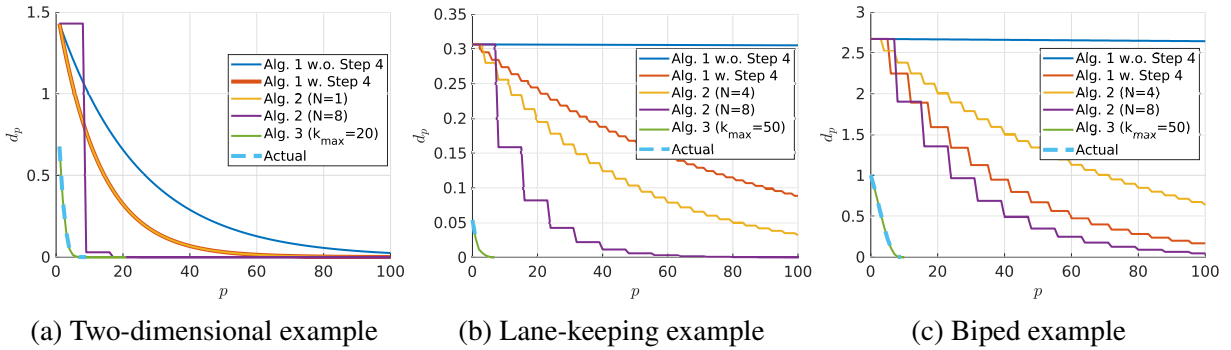 1.5
1
0.5
0
d_p
0 20 40 60 80 100
p
Alg. 1 w.o. Step 4
Alg. 1 w. Step 4
Alg. 2 (N=1)
Alg. 2 (N=8)
Alg. 3 (k_max=20)
Actual
(a) Two-dimensional example
0.35
0.3
0.25
0.2
0.15
0.1
0.05
0
d_p
0 20 40 60 80 100
p
Alg. 1 w.o. Step 4
Alg. 1 w. Step 4
Alg. 2 (N=4)
Alg. 2 (N=8)
Alg. 3 (k_max=50)
Actual
(b) Lane-keeping example
3
2.5
2
1.5
1
0.5
0
d_p
0 20 40 60 80 100
p
Alg. 1 w.o. Step 4
Alg. 1 w. Step 4
Alg. 2 (N=4)
Alg. 2 (N=8)
Alg. 3 (k_max=50)
Actual
(c) Biped example